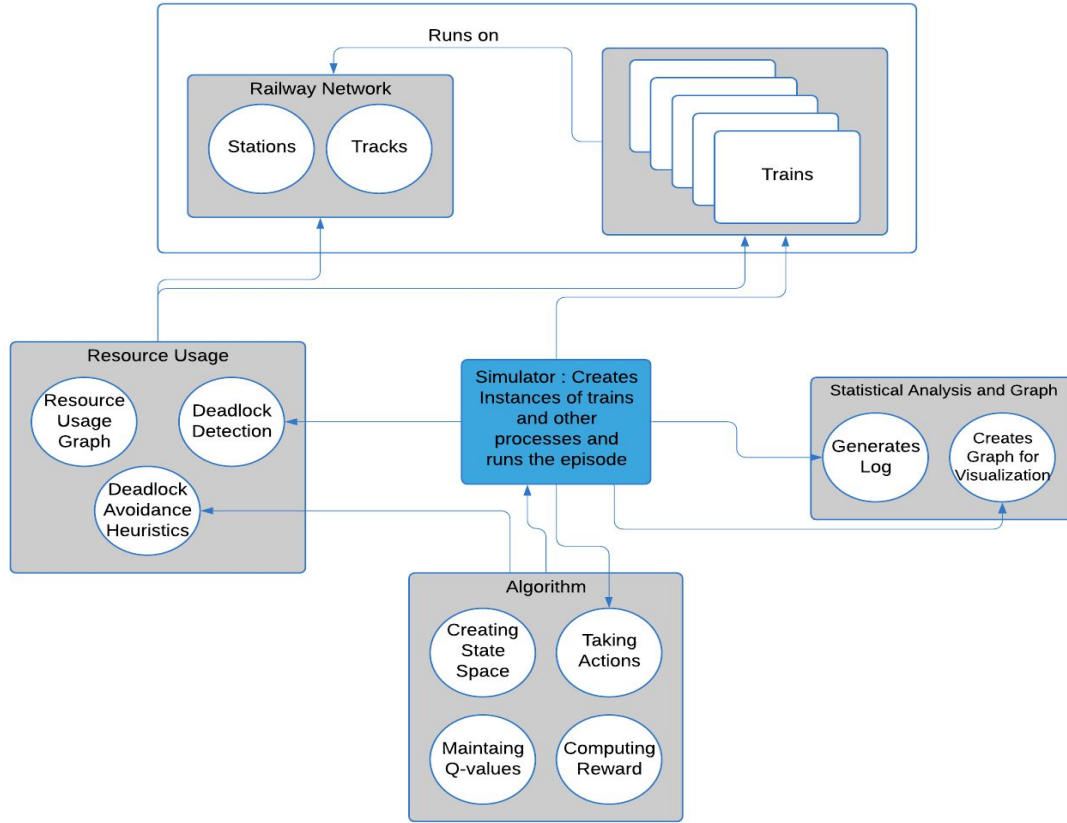 Runs on
Railway Network
Stations
Tracks
Trains
Resource Usage
Resource
Usage
Graph
Deadlock
Detection
Deadlock
Avoidance
Heuristics
Simulator : Creates
Instances of trains
and other
processes and
runs the episode
Statistical Analysis and Graph
Generates
Log
Creates
Graph for
Visualization
Algorithm
Creating
State
Space
Taking
Actions
Maintaing
Q-values
Computing
Reward